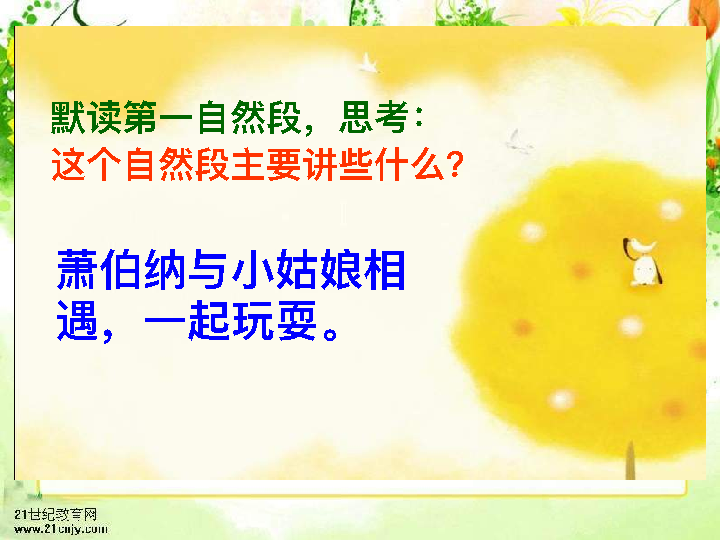 默读第一自然段，思考：
这个自然段主要讲些什么？
萧伯纳与小姑娘相
遇，一起玩耍。
21世纪教育网
www.21cnjy.com